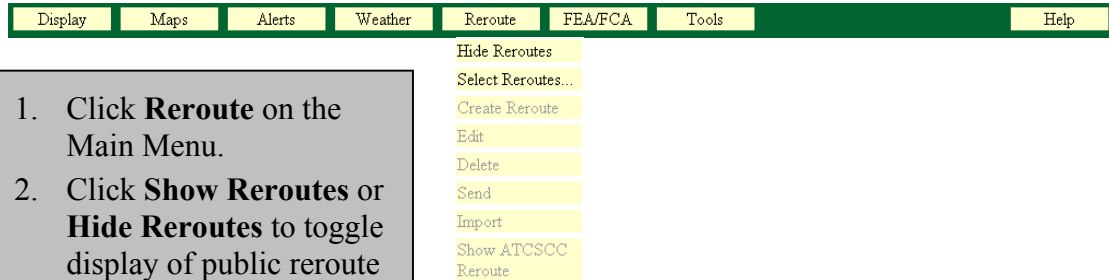 Display Maps Alerts Weather Reroute FEA/FCA Tools Help
Hide Reroutes
Select Reroutes...
Create Reroute
Edit
Delete
Send
Import
Show ATCSCC
Reroute
1. Click Reroute on the
Main Menu.
2. Click Show Reroutes or
Hide Reroutes to toggle
display of public reroute